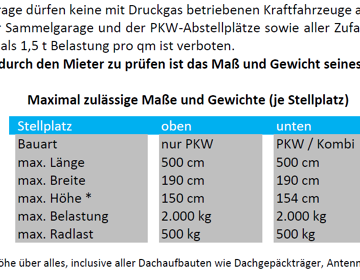 rage dürfen keine mit Druckgas betriebenen Kraftfahrzeuge a
Sammelgarage und der PKW-Abstellplätze sowie aller Zufa
als 1,5 t Belastung pro qm ist verboten.
durch den Mieter zu prüfen ist das Maß und Gewicht seines
Maximal zulässige Maße und Gewichte (je Stellplatz)
Stellplatz oben unten
Bauart nur PKW PKW / Kombi
max. Länge 500 cm 500 cm
max. Breite 190 cm 190 cm
max. Höhe * 150 cm 154 cm
max. Belastung 2.000 kg 2.000 kg
max. Radlast 500 kg 500 kg
öhe über alles, inclusive aller Dachaufbauten wie Dachgepäckträger, Antenn